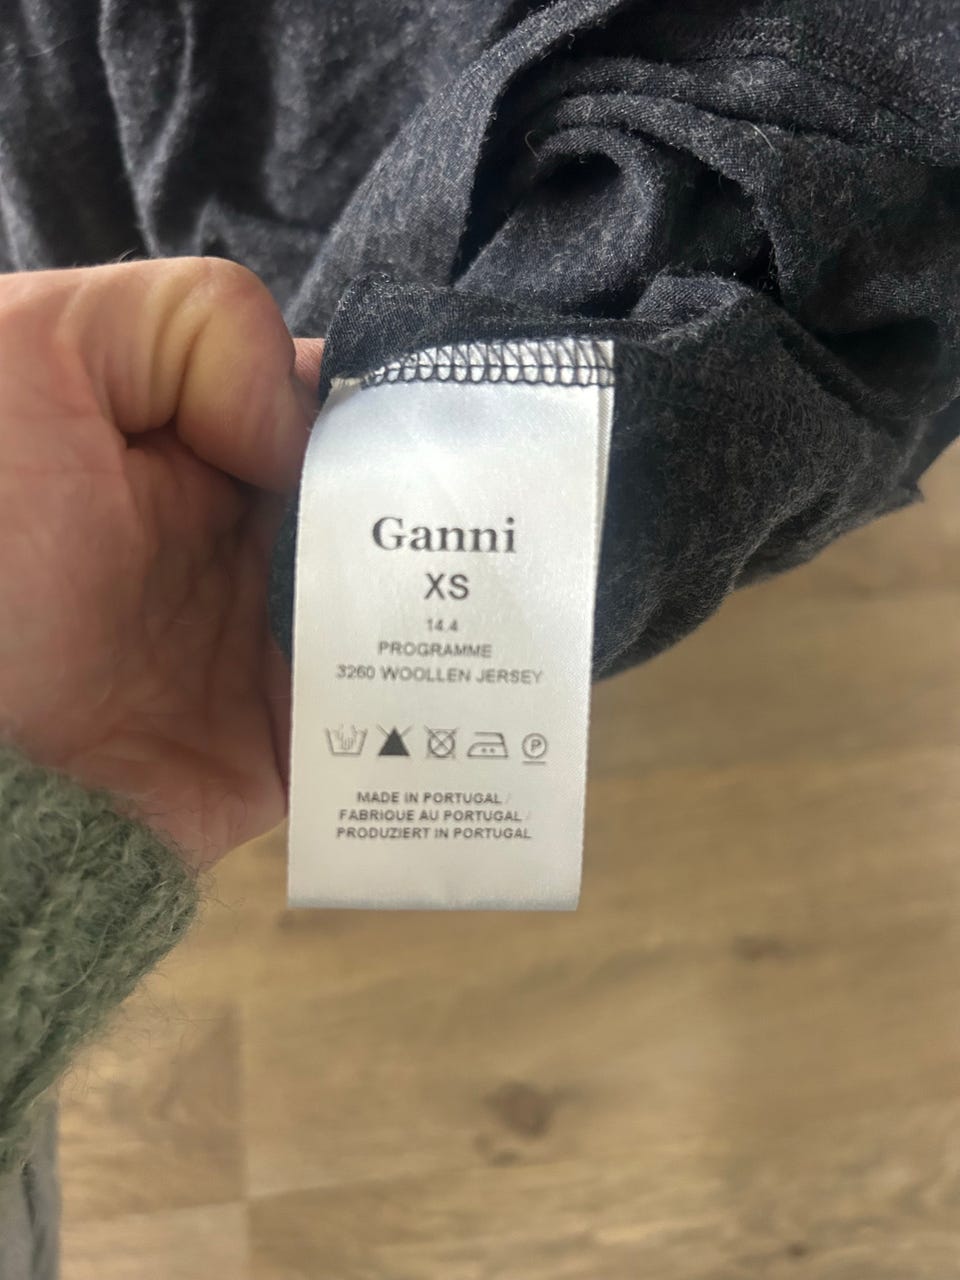 Ganni
XS
14.4
PROGRAMME
3260 WOOLLEN JERSEY
P
MADE IN PORTUGAL /
FABRIQUE AU PORTUGAL /
PRODUZIERT IN PORTUGAL